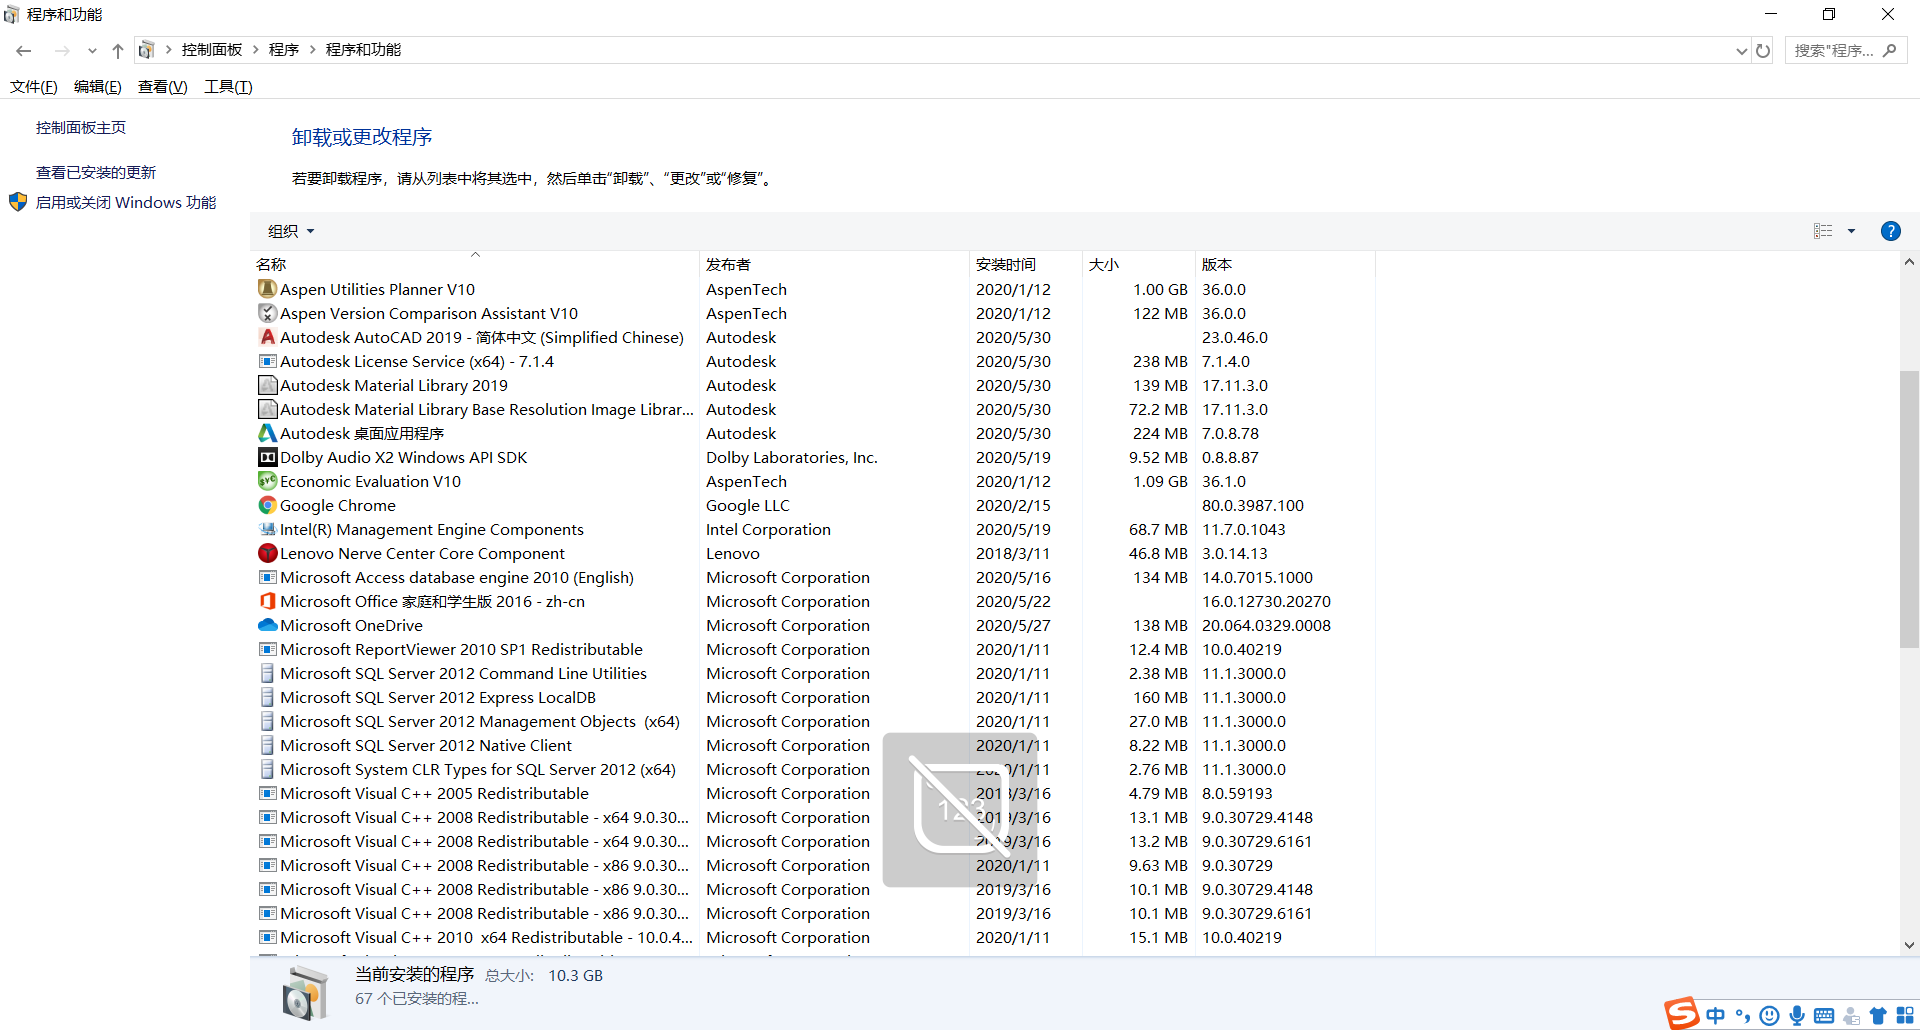 程序和功能
控制面板 > 程序 > 程序和功能
搜索"程序...
文件(F) 编辑(E) 查看(V) 工具(T)
控制面板主页
查看已安装的更新
启用或关闭 Windows 功能
卸载或更改程序
若要卸载程序，请从列表中将其选中，然后单击“卸载”、“更改”或“修复”。
组织
名称 发布者 安装时间 大小 版本
Aspen Utilities Planner V10 AspenTech 2020/1/12 1.00 GB 36.0.0
Aspen Version Comparison Assistant V10 AspenTech 2020/1/12 122 MB 36.0.0
Autodesk AutoCAD 2019 - 简体中文 (Simplified Chinese) Autodesk 2020/5/30 23.0.46.0
Autodesk License Service (x64) - 7.1.4 Autodesk 2020/5/30 238 MB 7.1.4.0
Autodesk Material Library 2019 Autodesk 2020/5/30 139 MB 17.11.3.0
Autodesk Material Library Base Resolution Image Librar... Autodesk 2020/5/30 72.2 MB 17.11.3.0
Autodesk 桌面应用程序 Autodesk 2020/5/30 224 MB 7.0.8.78
Dolby Audio X2 Windows API SDK Dolby Laboratories, Inc. 2020/5/19 9.52 MB 0.8.8.87
Economic Evaluation V10 AspenTech 2020/1/12 1.09 GB 36.1.0
Google Chrome Google LLC 2020/2/15 80.0.3987.100
Intel(R) Management Engine Components Intel Corporation 2020/5/19 68.7 MB 11.7.0.1043
Lenovo Nerve Center Core Component Lenovo 2018/3/11 46.8 MB 3.0.14.13
Microsoft Access database engine 2010 (English) Microsoft Corporation 2020/5/16 134 MB 14.0.7015.1000
Microsoft Office 家庭和学生版 2016 - zh-cn Microsoft Corporation 2020/5/22 16.0.12730.20270
Microsoft OneDrive Microsoft Corporation 2020/5/27 138 MB 20.064.0329.0008
Microsoft ReportViewer 2010 SP1 Redistributable Microsoft Corporation 2020/1/11 12.4 MB 10.0.40219
Microsoft SQL Server 2012 Command Line Utilities Microsoft Corporation 2020/1/11 2.38 MB 11.1.3000.0
Microsoft SQL Server 2012 Express LocalDB Microsoft Corporation 2020/1/11 160 MB 11.1.3000.0
Microsoft SQL Server 2012 Management Objects (x64) Microsoft Corporation 2020/1/11 27.0 MB 11.1.3000.0
Microsoft SQL Server 2012 Native Client Microsoft Corporation 2020/1/11 8.22 MB 11.1.3000.0
Microsoft System CLR Types for SQL Server 2012 (x64) Microsoft Corporation 2020/1/11 2.76 MB 11.1.3000.0
Microsoft Visual C++ 2005 Redistributable Microsoft Corporation 2018/3/16 4.79 MB 8.0.59193
Microsoft Visual C++ 2008 Redistributable - x64 9.0.30... Microsoft Corporation 2019/3/16 13.1 MB 9.0.30729.4148
Microsoft Visual C++ 2008 Redistributable - x64 9.0.30... Microsoft Corporation 2019/3/16 13.2 MB 9.0.30729.6161
Microsoft Visual C++ 2008 Redistributable - x86 9.0.30... Microsoft Corporation 2020/1/11 9.63 MB 9.0.30729
Microsoft Visual C++ 2008 Redistributable - x86 9.0.30... Microsoft Corporation 2019/3/16 10.1 MB 9.0.30729.4148
Microsoft Visual C++ 2008 Redistributable - x86 9.0.30... Microsoft Corporation 2019/3/16 10.1 MB 9.0.30729.6161
Microsoft Visual C++ 2010 x64 Redistributable - 10.0.4... Microsoft Corporation 2020/1/11 15.1 MB 10.0.40219
123
当前安装的程序 总大小: 10.3 GB
67 个已安装的程...
中